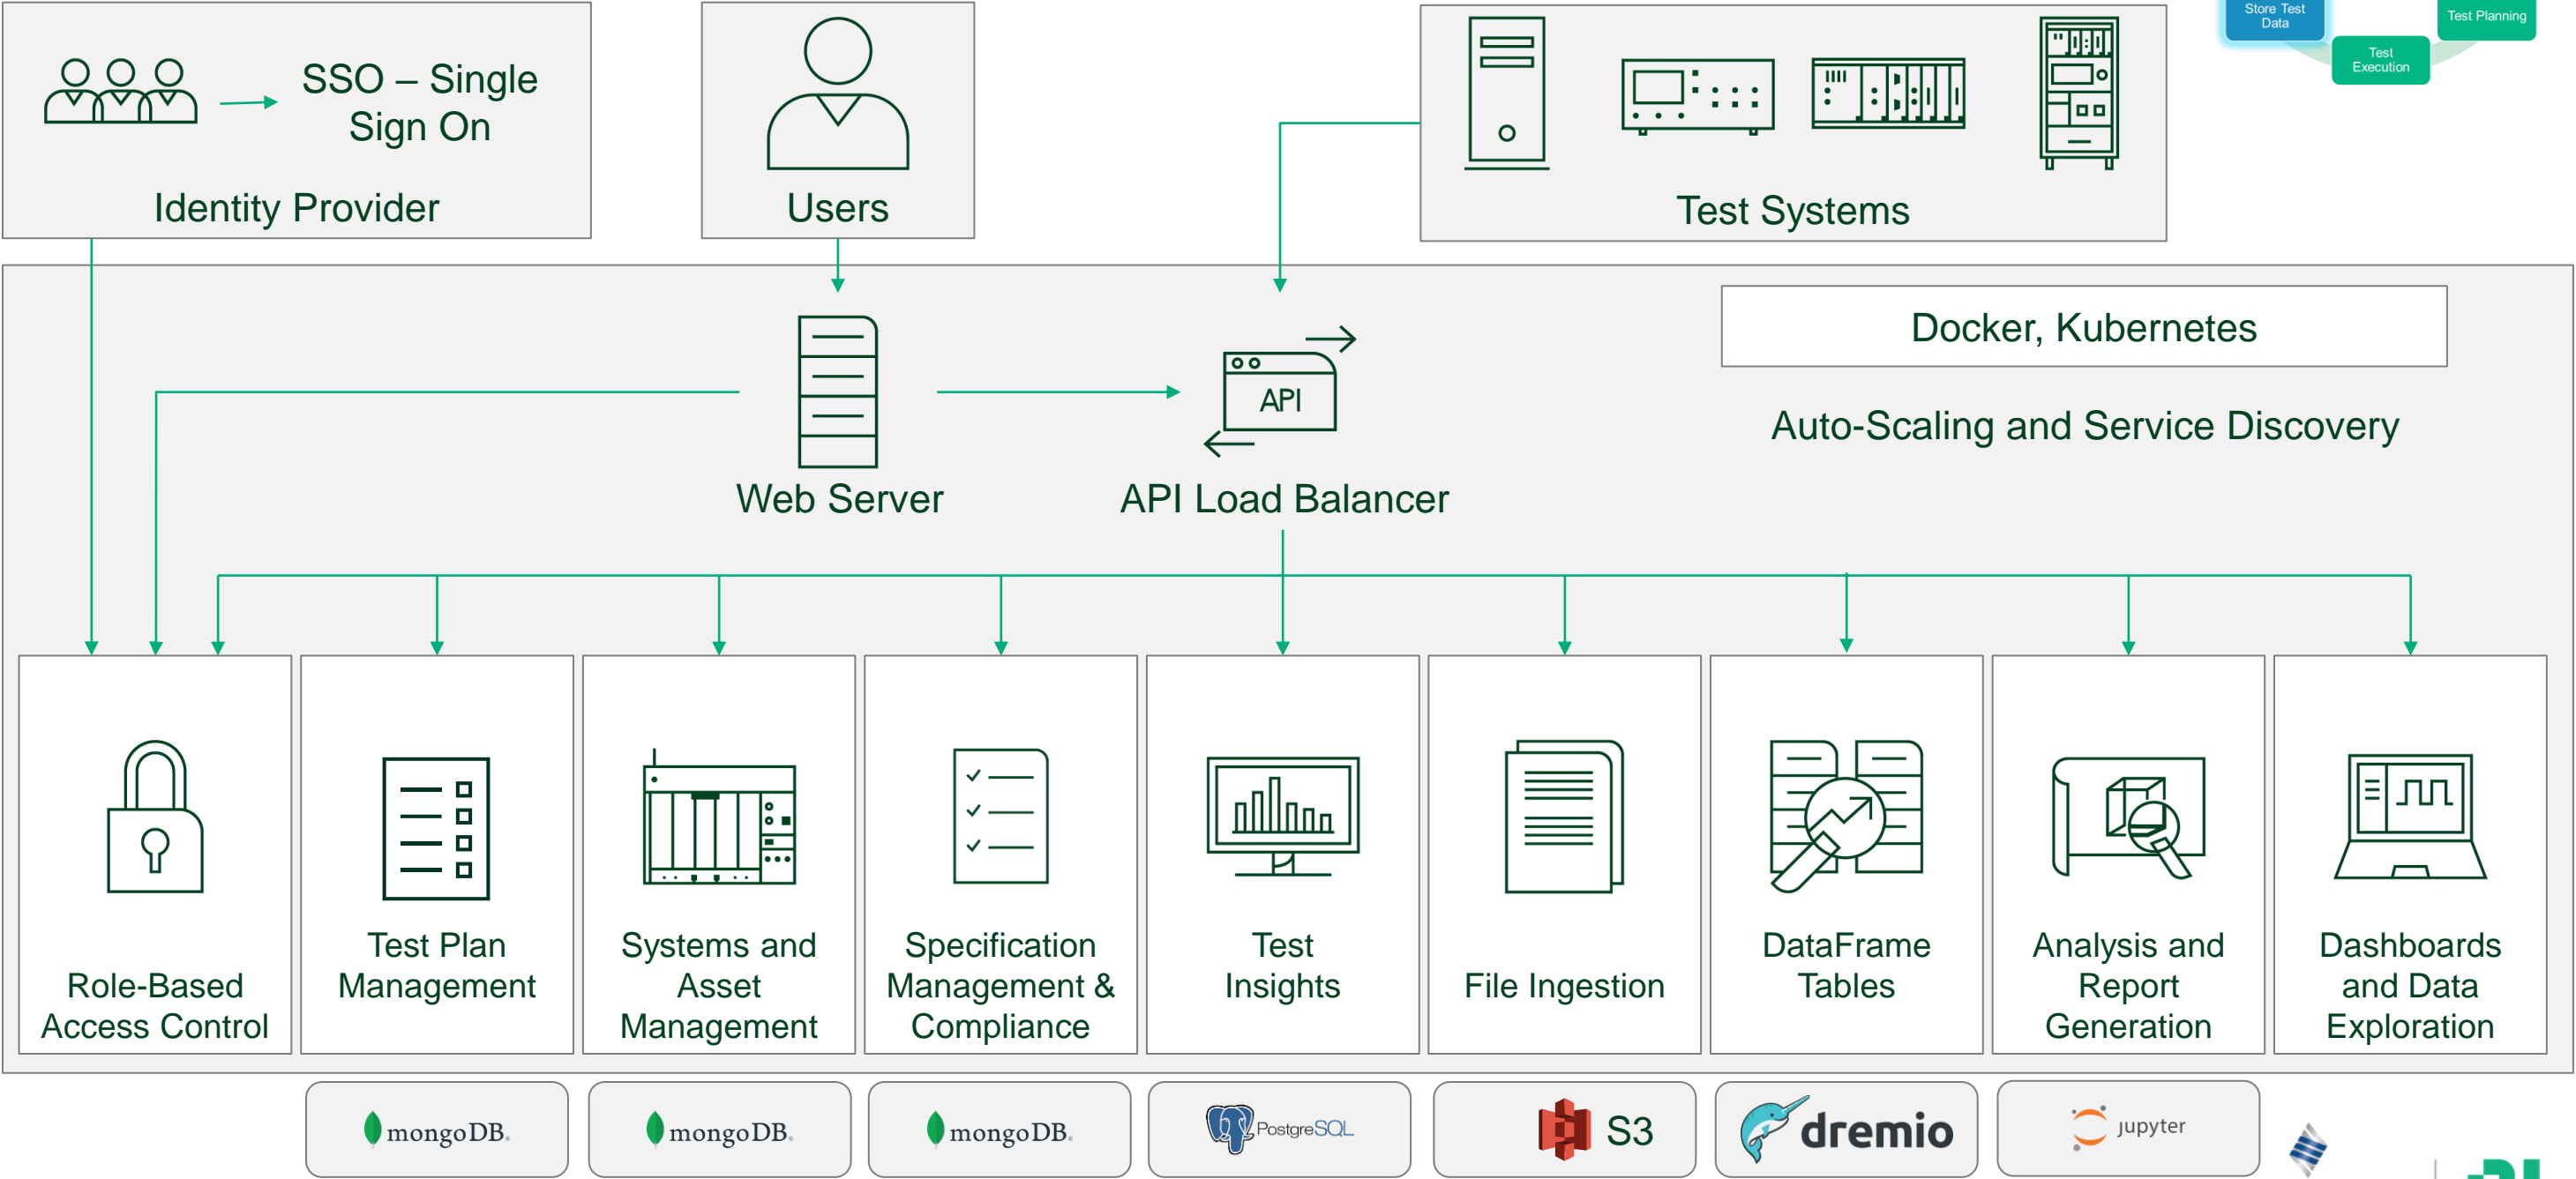 Store Test
Data
Test Planning
Test
Execution
SSO – Single
Sign On
Identity Provider
Users
Test Systems
Docker, Kubernetes
Auto-Scaling and Service Discovery
API
Web Server
API Load Balancer
Role-Based
Access Control
Test Plan
Management
Systems and
Asset
Management
Specification
Management &
Compliance
Test
Insights
File Ingestion
DataFrame
Tables
Analysis and
Report
Generation
Dashboards
and Data
Exploration
mongoDB.
mongoDB.
mongoDB.
PostgreSQL
S3
dremio
jupyter